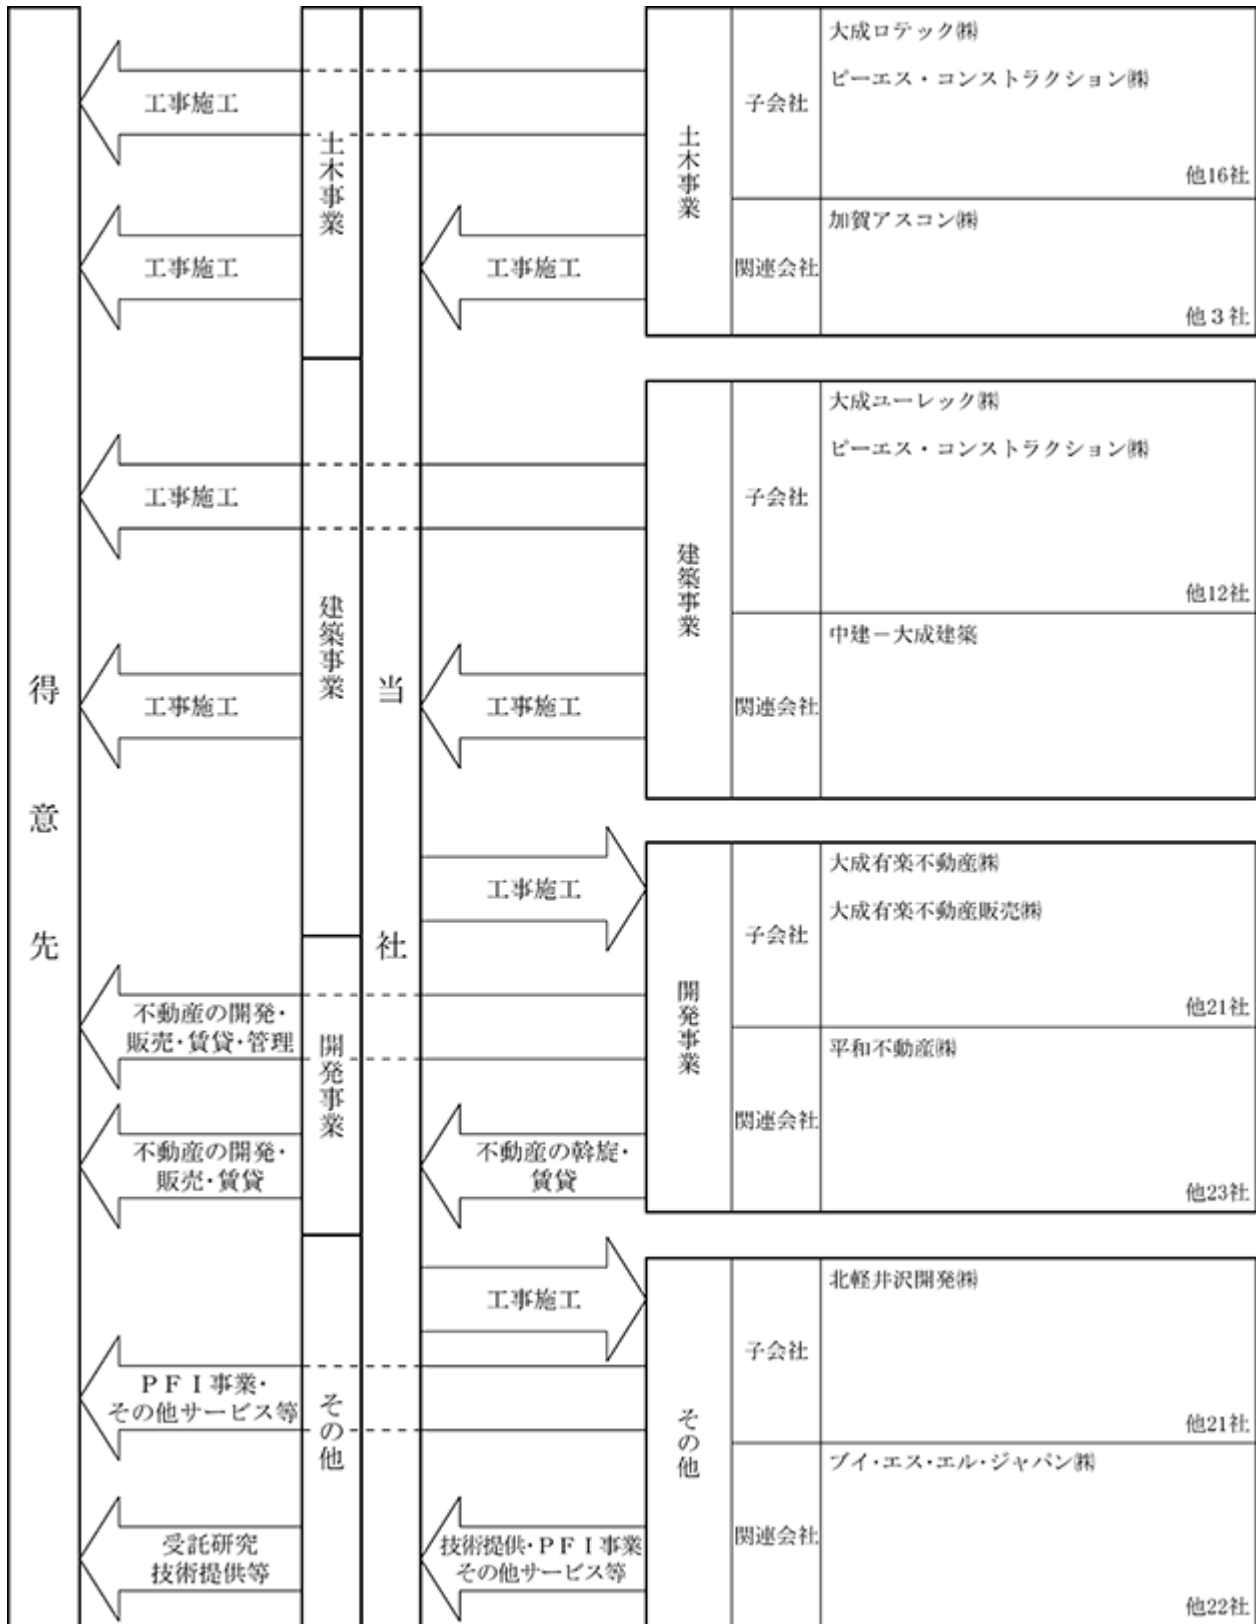 得意先
工事施工
工事施工
工事施工
工事施工
不動産の開発・
販売・賃貸・管理
不動産の開発・
販売・賃貸
ＰＦＩ事業・
その他サービス等
受託研究
技術提供等
土木事業
建築事業
開発事業
その他
当社
工事施工
工事施工
工事施工
不動産の斡旋・
賃貸
工事施工
技術提供・ＰＦＩ事業
その他サービス等
土木事業
子会社
大成ロテック㈱
ピーエス・コンストラクション㈱
他16社
関連会社
加賀アスコン㈱
他３社
建築事業
子会社
大成ユーレック㈱
ピーエス・コンストラクション㈱
他12社
関連会社
中建－大成建築
開発事業
子会社
大成有楽不動産㈱
大成有楽不動産販売㈱
他21社
関連会社
平和不動産㈱
他23社
その他
子会社
北軽井沢開発㈱
他21社
関連会社
ブイ・エス・エル・ジャパン㈱
他22社